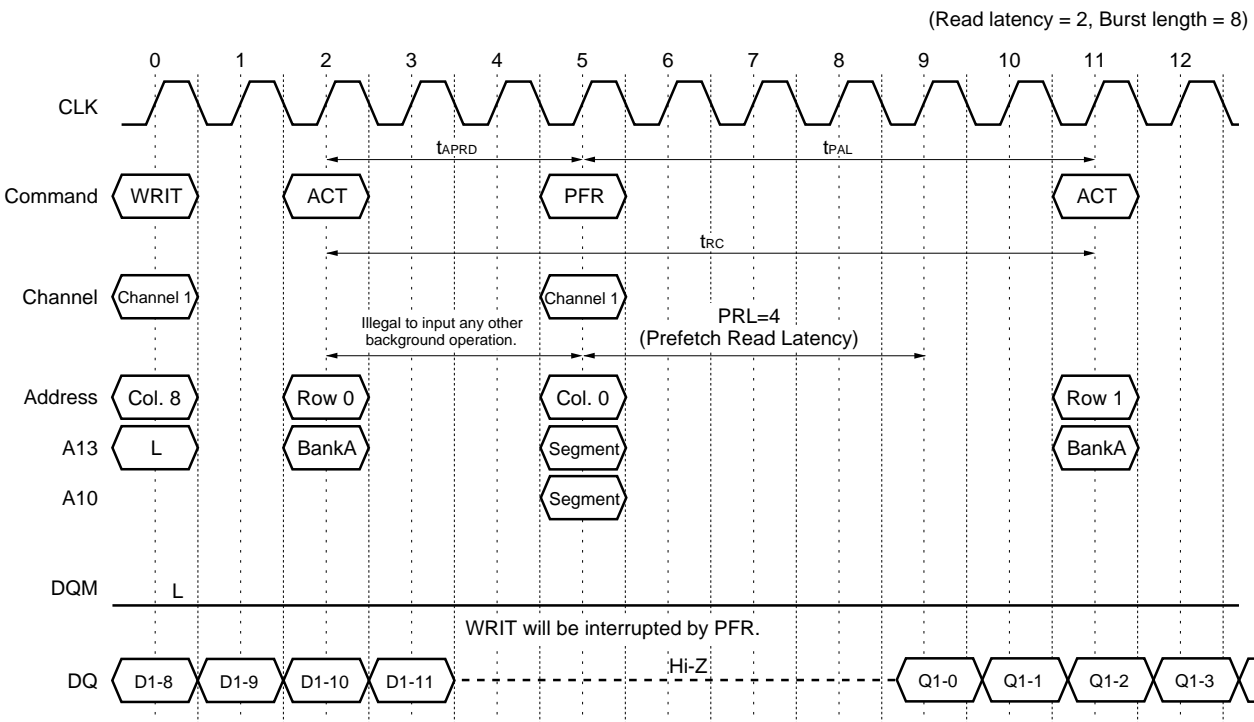 (Read latency = 2, Burst length = 8)
0 1 2 3 4 5 6 7 8 9 10 11 12
CLK
tAPRD tPAL
Command WRIT ACT PFR ACT
tRC
Channel Channel 1 Channel 1
Illegal to input any other
background operation.
PRL=4
(Prefetch Read Latency)
Address Col. 8 Row 0 Col. 0 Row 1
A13 L BankA Segment BankA
A10 Segment
DQM L
WRIT will be interrupted by PFR.
DQ D1-8 D1-9 D1-10 D1-11 Hi-Z Q1-0 Q1-1 Q1-2 Q1-3